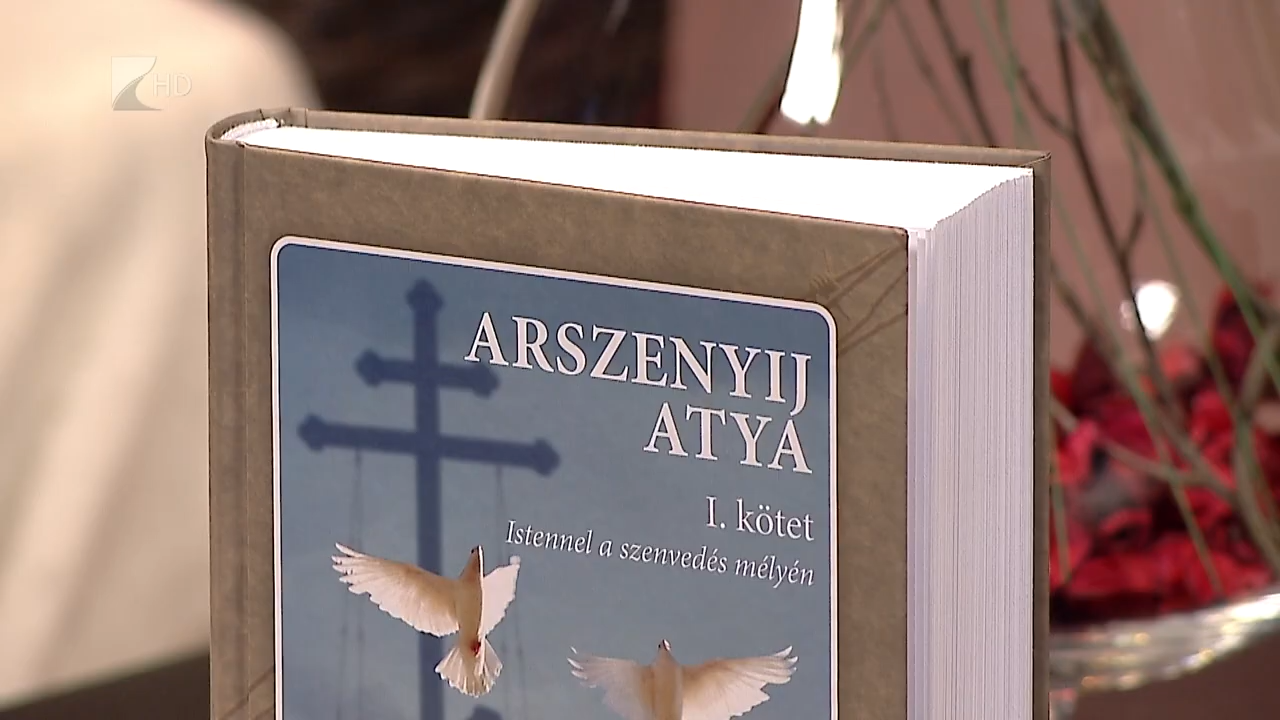 HD
ARSZENYIJ
ATYA
I. kötet
Istennel a szenvedés mélyén